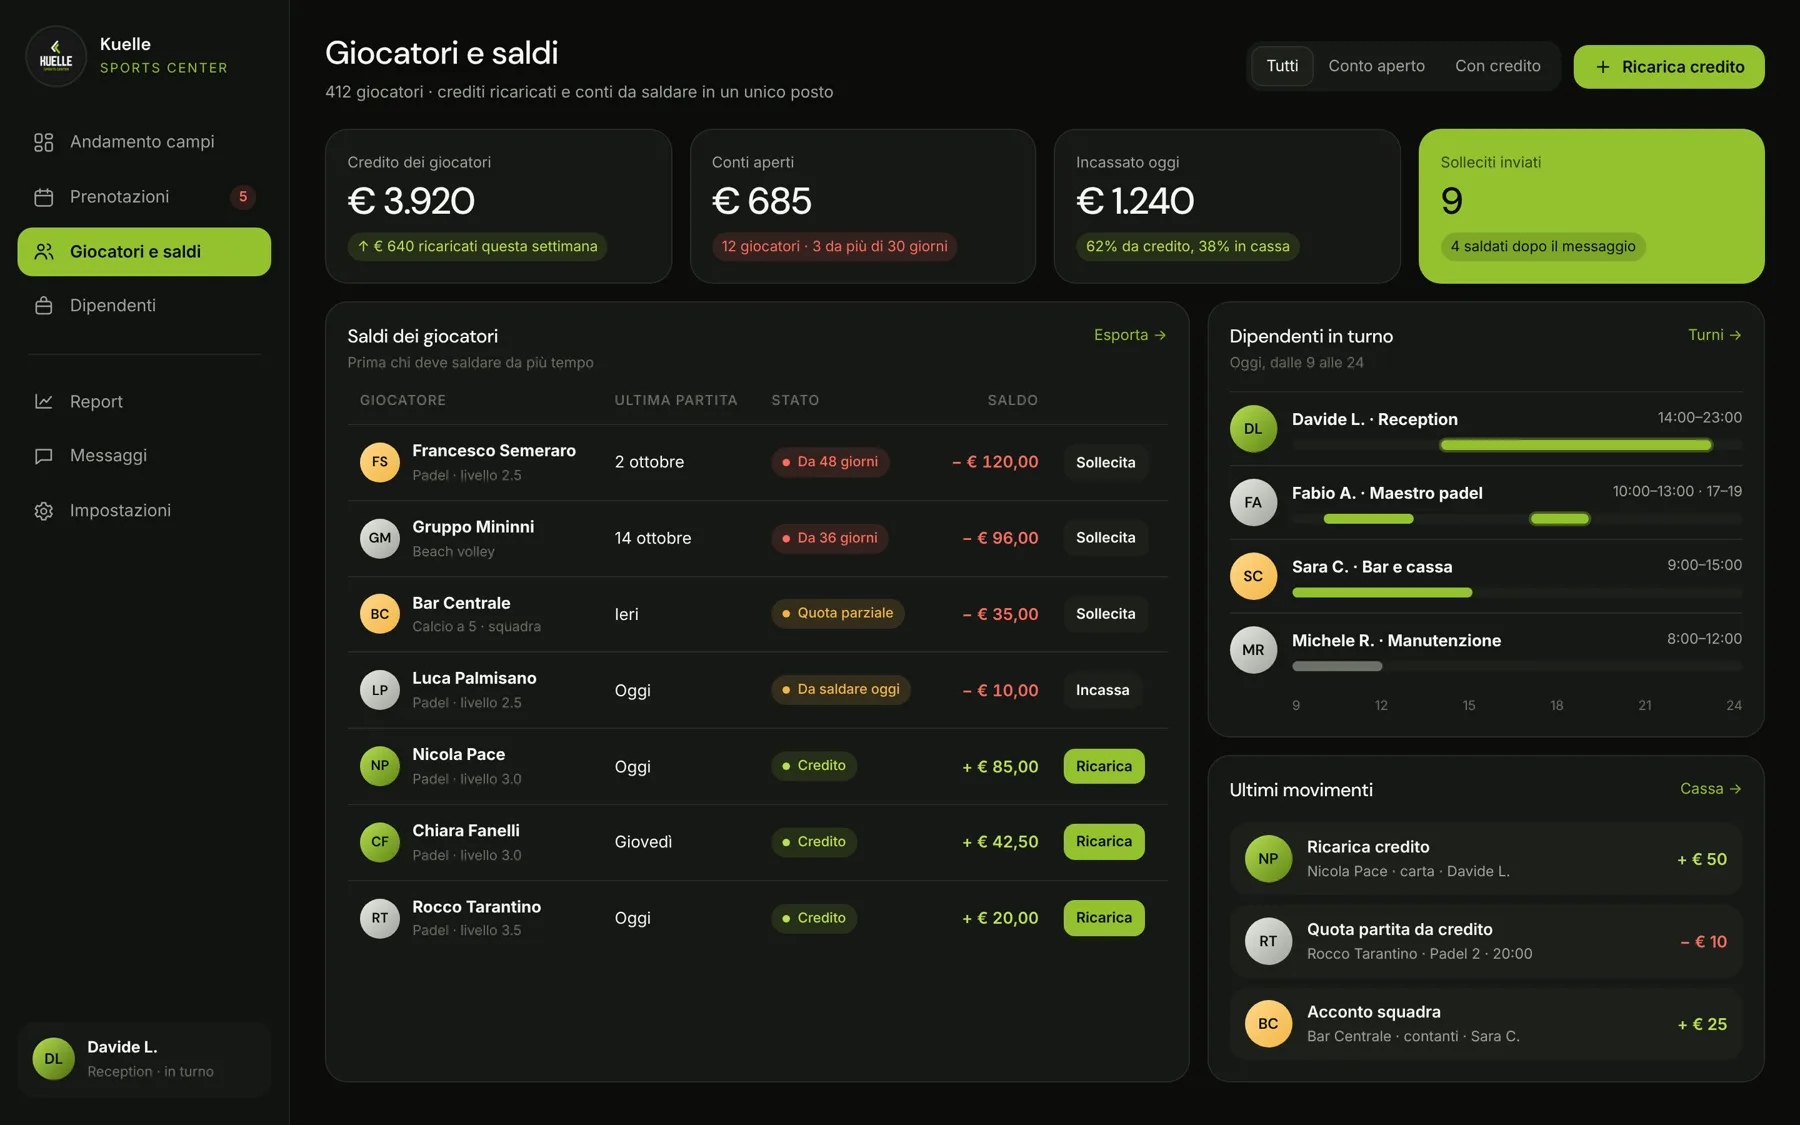 KUELLE
Kuelle
SPORTS CENTER
Andamento campi
Prenotazioni 5
Giocatori e saldi
Dipendenti
Report
Messaggi
Impostazioni
DL
Davide L.
Reception · in turno
Giocatori e saldi
412 giocatori · crediti ricaricati e conti da saldare in un unico posto
Tutti Conto aperto Con credito
+ Ricarica credito
Credito dei giocatori
€ 3.920
↑ € 640 ricaricati questa settimana
Conti aperti
€ 685
12 giocatori · 3 da più di 30 giorni
Incassato oggi
€ 1.240
62% da credito, 38% in cassa
Solleciti inviati
9
4 saldati dopo il messaggio
Saldi dei giocatori
Esporta →
Prima chi deve saldare da più tempo
GIOCATORE ULTIMA PARTITA STATO SALDO
FS Francesco Semeraro 2 ottobre Da 48 giorni − € 120,00 Sollecita
Padel · livello 2.5
GM Gruppo Mininni 14 ottobre Da 36 giorni − € 96,00 Sollecita
Beach volley
BC Bar Centrale Ieri Quota parziale − € 35,00 Sollecita
Calcio a 5 · squadra
LP Luca Palmisano Oggi Da saldare oggi − € 10,00 Incassa
Padel · livello 2.5
NP Nicola Pace Oggi Credito + € 85,00 Ricarica
Padel · livello 3.0
CF Chiara Fanelli Giovedì Credito + € 42,50 Ricarica
Padel · livello 3.0
RT Rocco Tarantino Oggi Credito + € 20,00 Ricarica
Padel · livello 3.5
Dipendenti in turno
Turni →
Oggi, dalle 9 alle 24
DL Davide L. · Reception 14:00–23:00
FA Fabio A. · Maestro padel 10:00–13:00 · 17–19
SC Sara C. · Bar e cassa 9:00–15:00
MR Michele R. · Manutenzione 8:00–12:00
9 12 15 18 21 24
Ultimi movimenti
Cassa →
NP Ricarica credito + € 50
Nicola Pace · carta · Davide L.
RT Quota partita da credito − € 10
Rocco Tarantino · Padel 2 · 20:00
BC Acconto squadra + € 25
Bar Centrale · contanti · Sara C.